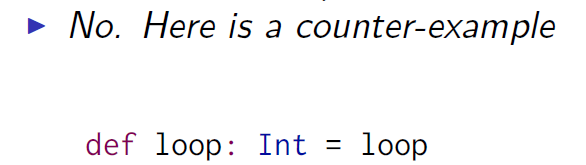 No. Here is a counter-example
def loop: Int = loop